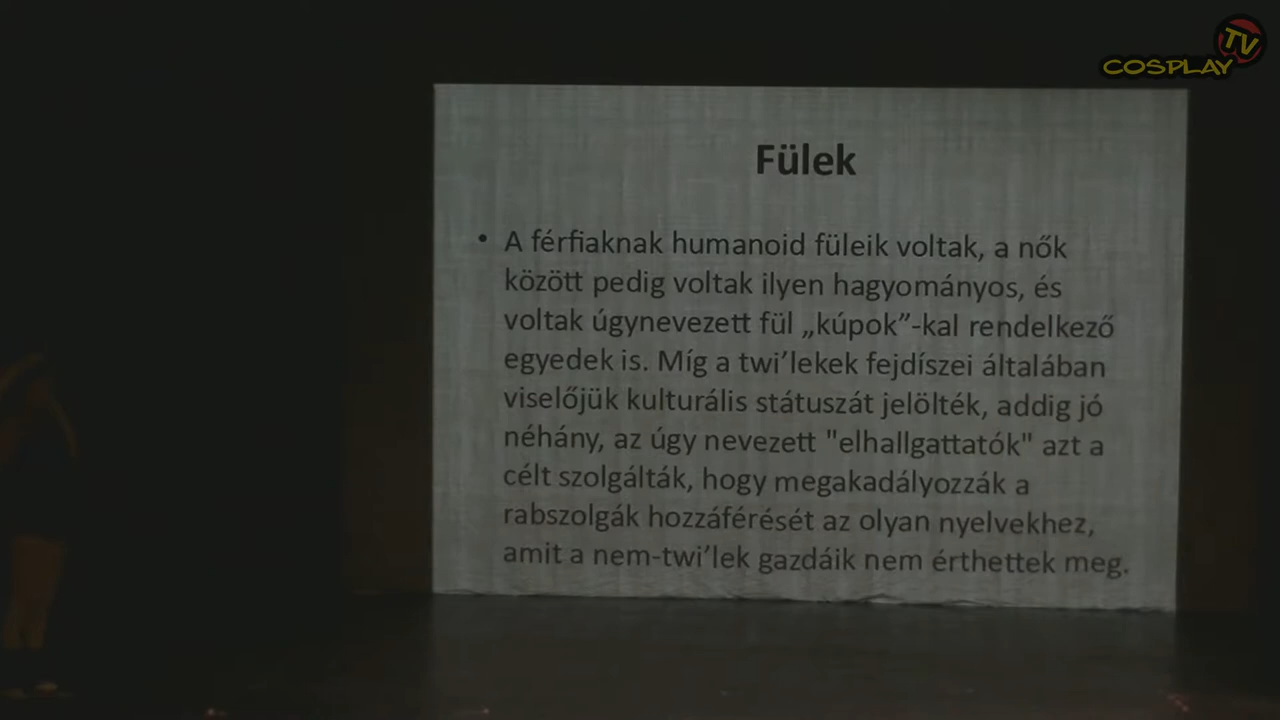 TV
COSPLAY
Fülek
• A férfiaknak humanoid füleik voltak, a nők
között pedig voltak ilyen hagyományos, és
voltak úgynevezett fül „kúpok”-kal rendelkező
egyedek is. Míg a twi’lekek fejdíszei általában
viselőjük kulturális státuszát jelölték, addig jó
néhány, az úgy nevezett "elhallgattatók" azt a
célt szolgálták, hogy megakadályozzák a
rabszolgák hozzáférését az olyan nyelvekhez,
amit a nem-twi’lek gazdáik nem érthettek meg.